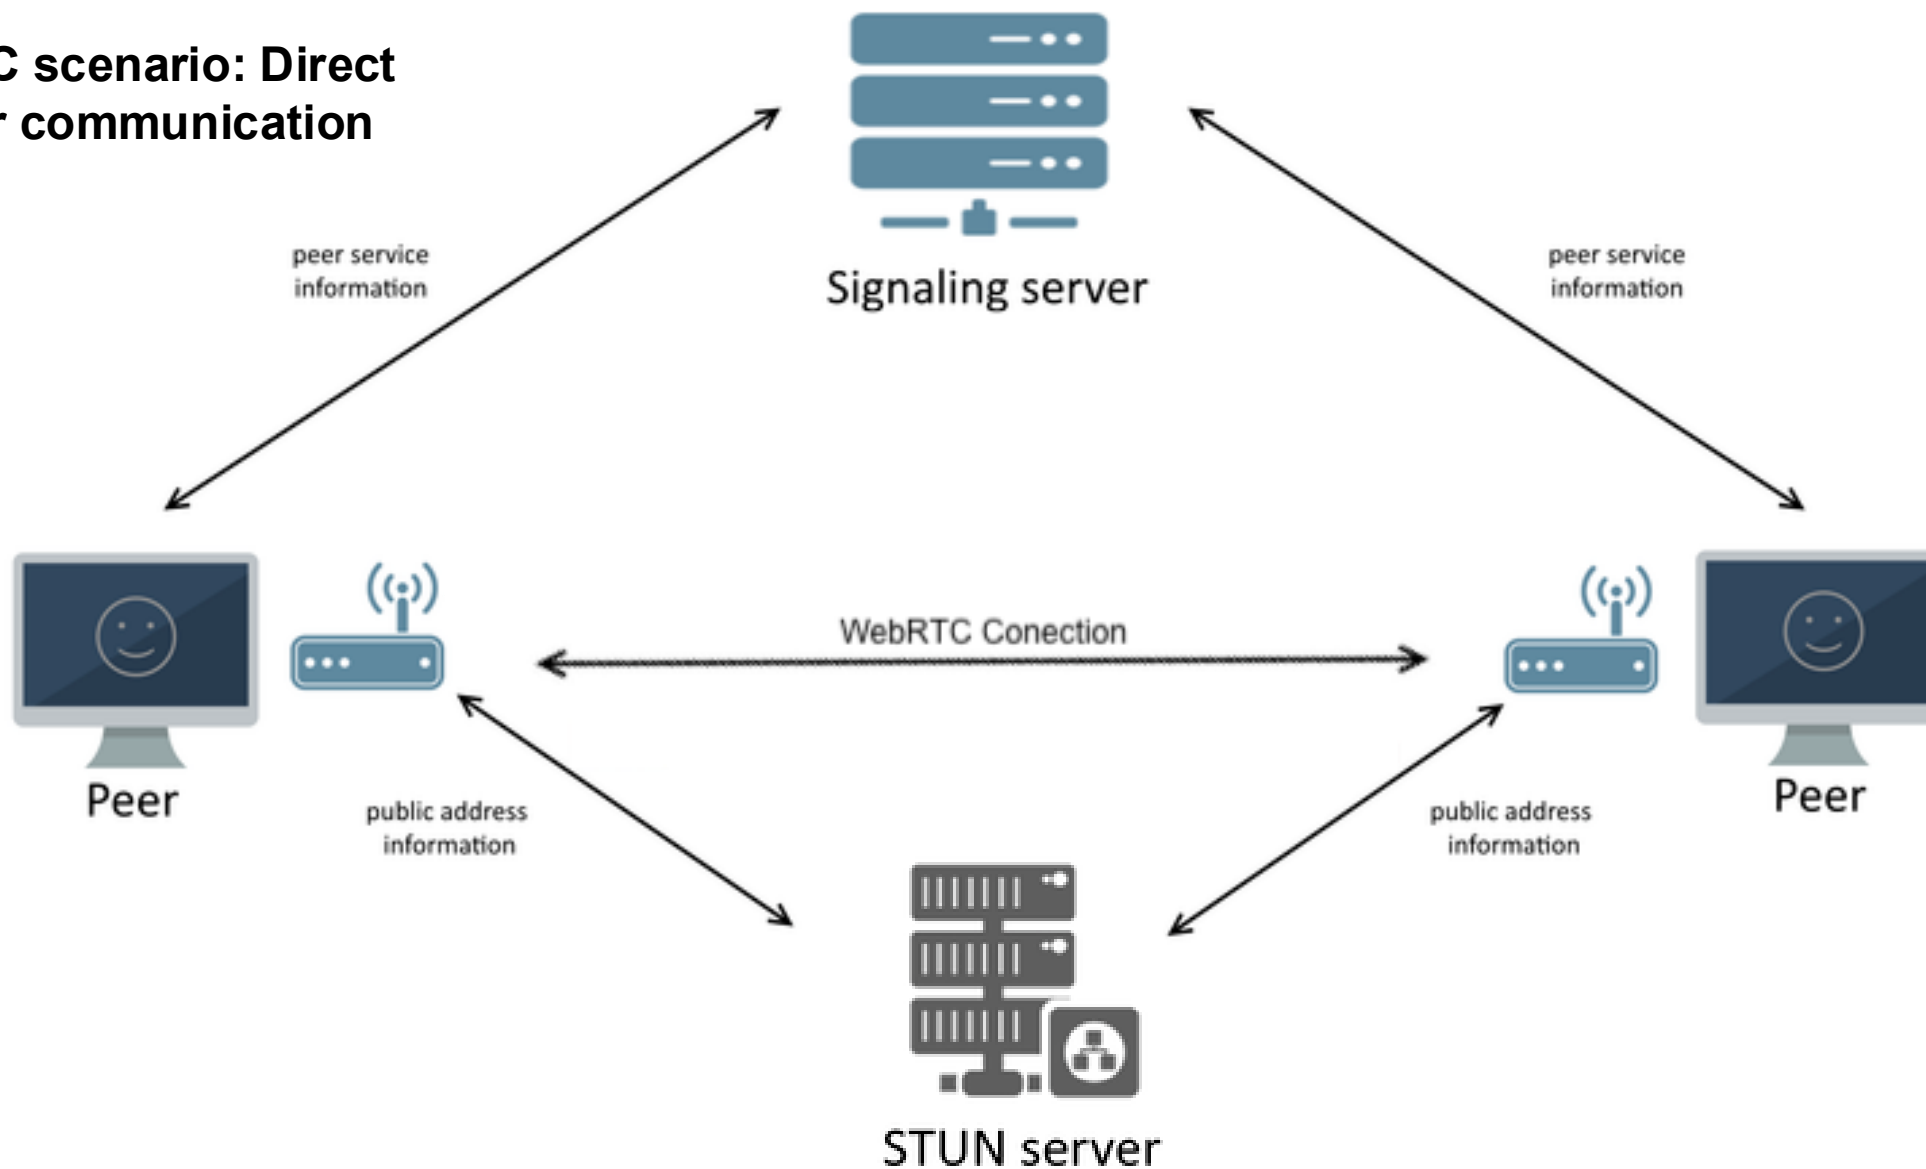 C scenario: Direct
r communication
peer service
information
peer service
information
Signaling server
WebRTC Conection
Peer
Peer
public address
information
public address
information
STUN server